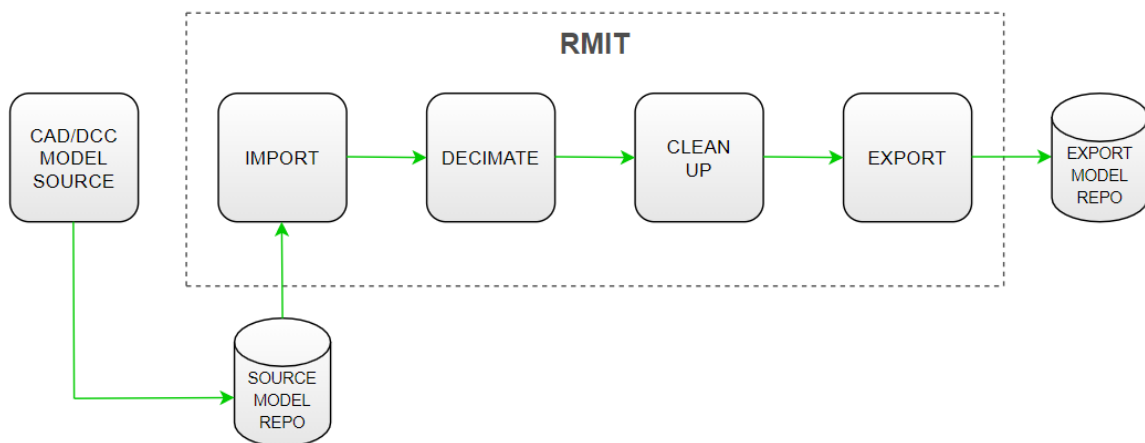 RMIT
CAD/DCC
MODEL
SOURCE
IMPORT
DECIMATE
CLEAN
UP
EXPORT
EXPORT
MODEL
REPO
SOURCE
MODEL
REPO